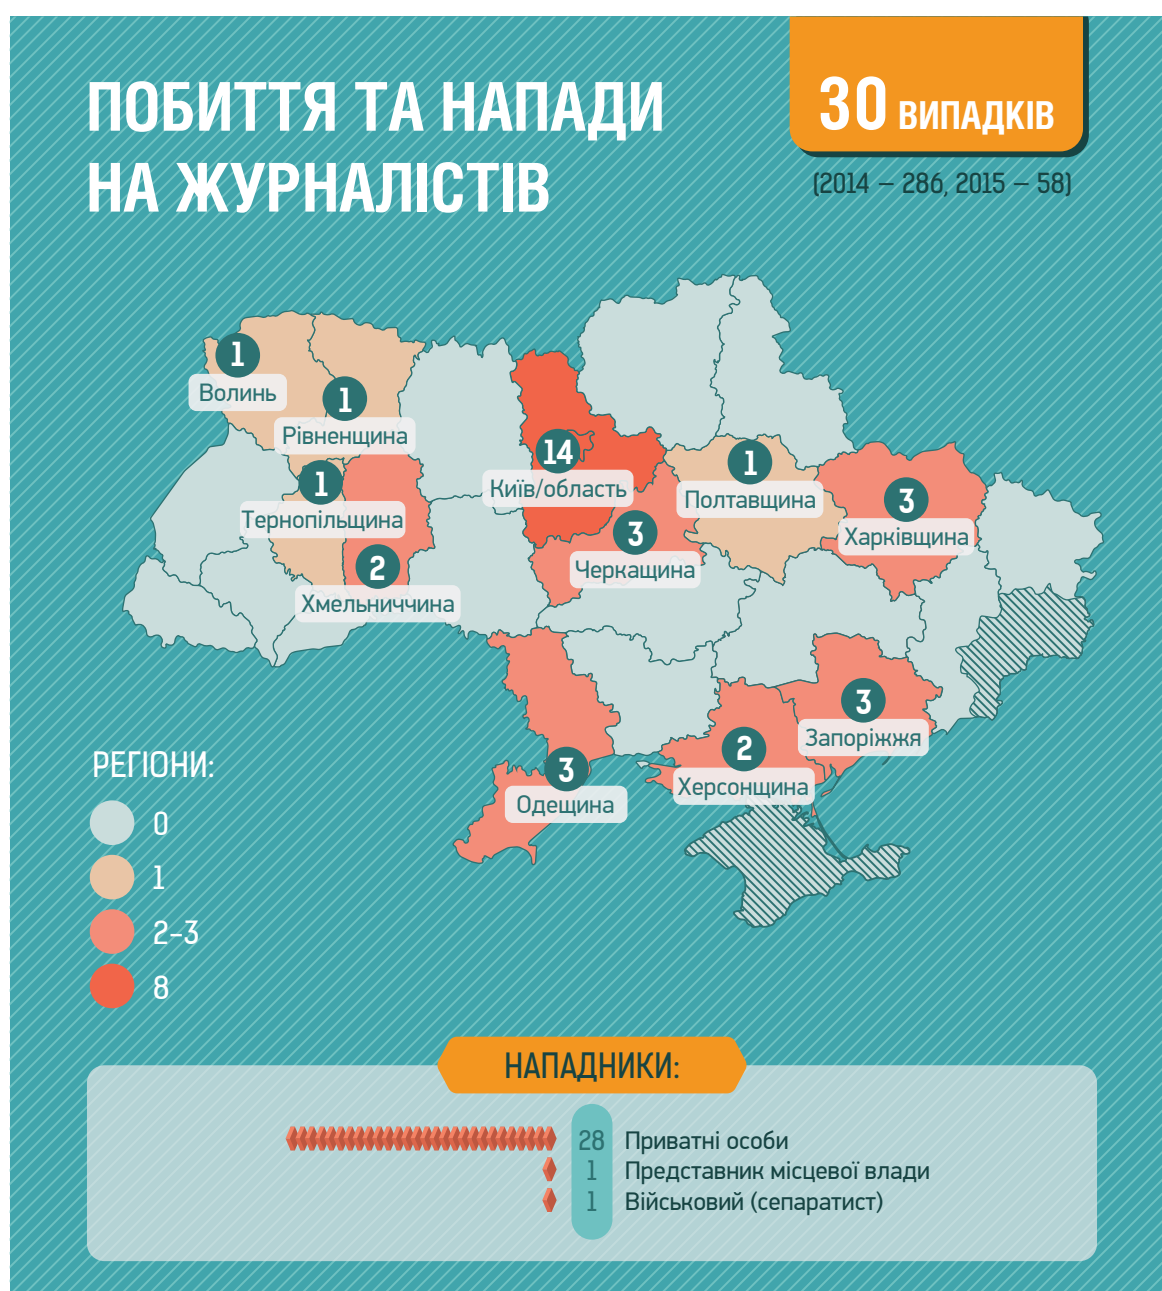 ПОБИТТЯ ТА НАПАДИ
НА ЖУРНАЛІСТІВ
30 ВИПАДКІВ
(2014 – 286, 2015 – 58)
1
Волинь
1
Рівненщина
1
Тернопільщина
2
Хмельниччина
14
Київ/область
3
Черкащина
1
Полтавщина
3
Харківщина
3
Запоріжжя
2
Херсонщина
3
Одещина
РЕГІОНИ:
0
1
2–3
8
НАПАДНИКИ:
28 Приватні особи
1 Представник місцевої влади
1 Військовий (сепаратист)